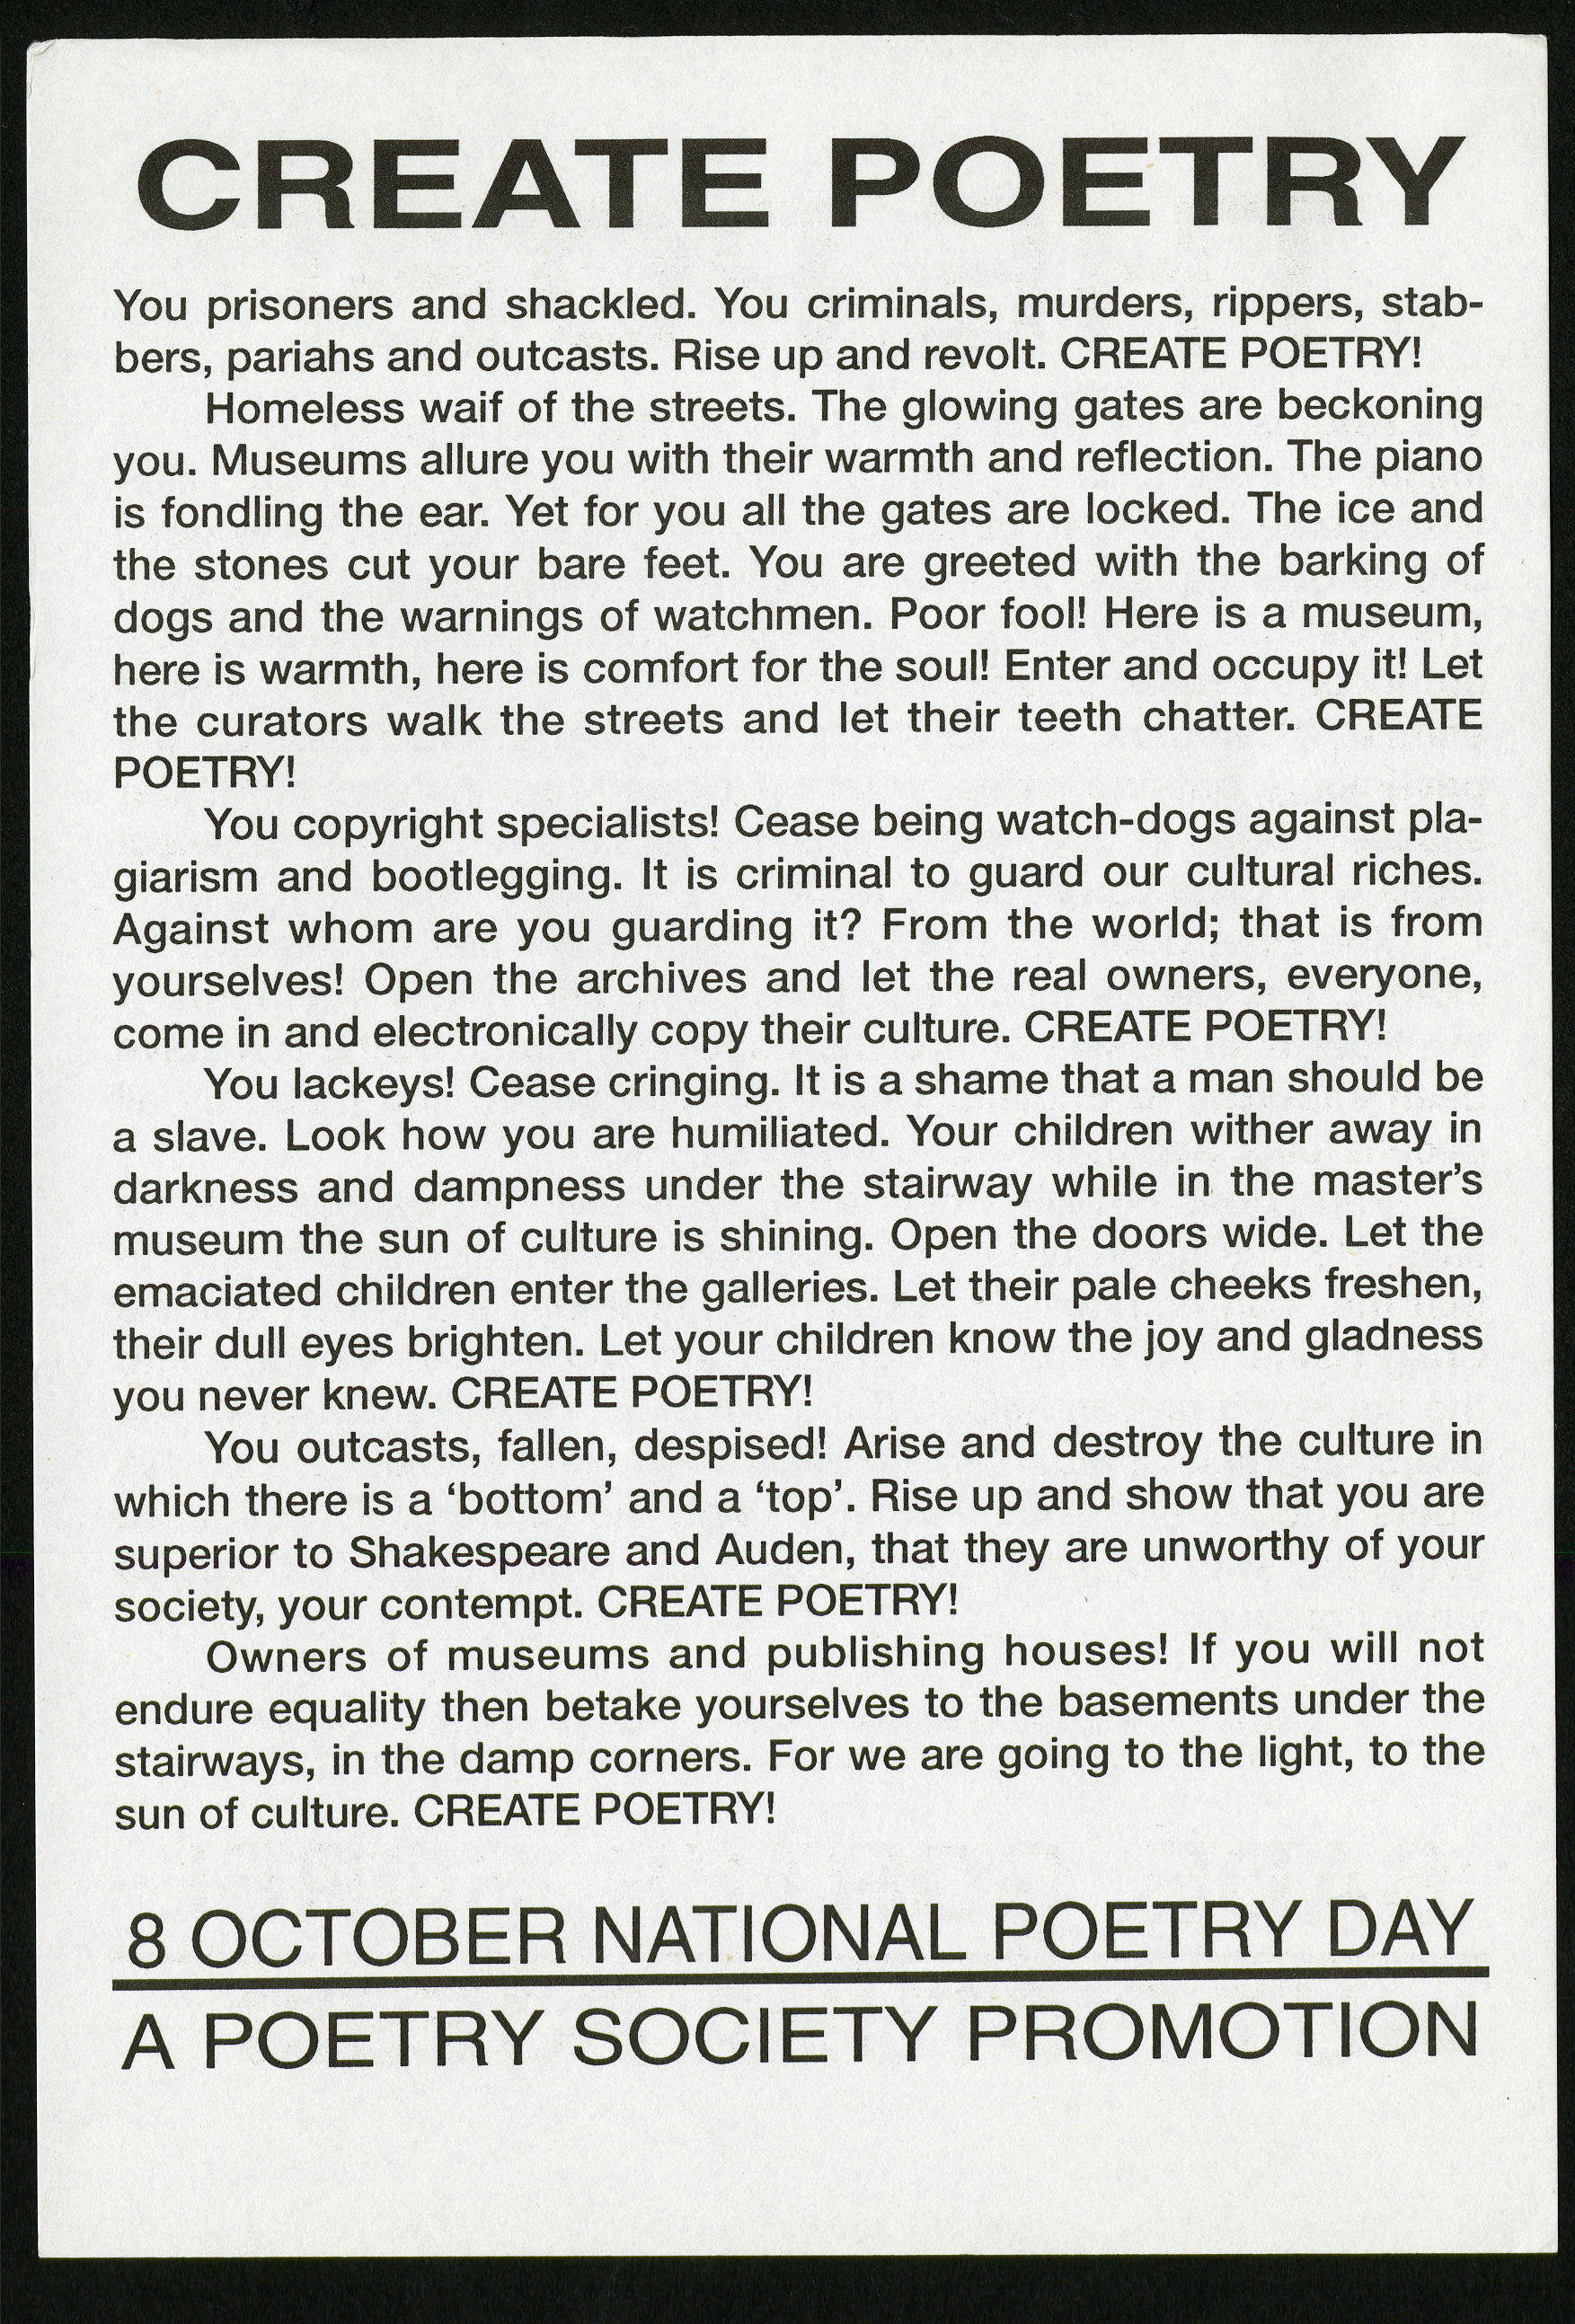 CREATE POETRY
You prisoners and shackled. You criminals, murders, rippers, stab-
bers, pariahs and outcasts. Rise up and revolt. CREATE POETRY!
Homeless waif of the streets. The glowing gates are beckoning
you. Museums allure you with their warmth and reflection. The piano
is fondling the ear. Yet for you all the gates are locked. The ice and
the stones cut your bare feet. You are greeted with the barking of
dogs and the warnings of watchmen. Poor fool! Here is a museum,
here is warmth, here is comfort for the soul! Enter and occupy it! Let
the curators walk the streets and let their teeth chatter. CREATE
POETRY!
You copyright specialists! Cease being watch-dogs against pla-
giarism and bootlegging. It is criminal to guard our cultural riches.
Against whom are you guarding it? From the world; that is from
yourselves! Open the archives and let the real owners, everyone,
come in and electronically copy their culture. CREATE POETRY!
You lackeys! Cease cringing. It is a shame that a man should be
a slave. Look how you are humiliated. Your children wither away in
darkness and dampness under the stairway while in the master’s
museum the sun of culture is shining. Open the doors wide. Let the
emaciated children enter the galleries. Let their pale cheeks freshen,
their dull eyes brighten. Let your children know the joy and gladness
you never knew. CREATE POETRY!
You outcasts, fallen, despised! Arise and destroy the culture in
which there is a ‘bottom’ and a ‘top’. Rise up and show that you are
superior to Shakespeare and Auden, that they are unworthy of your
society, your contempt. CREATE POETRY!
Owners of museums and publishing houses! If you will not
endure equality then betake yourselves to the basements under the
stairways, in the damp corners. For we are going to the light, to the
sun of culture. CREATE POETRY!
8 OCTOBER NATIONAL POETRY DAY
A POETRY SOCIETY PROMOTION